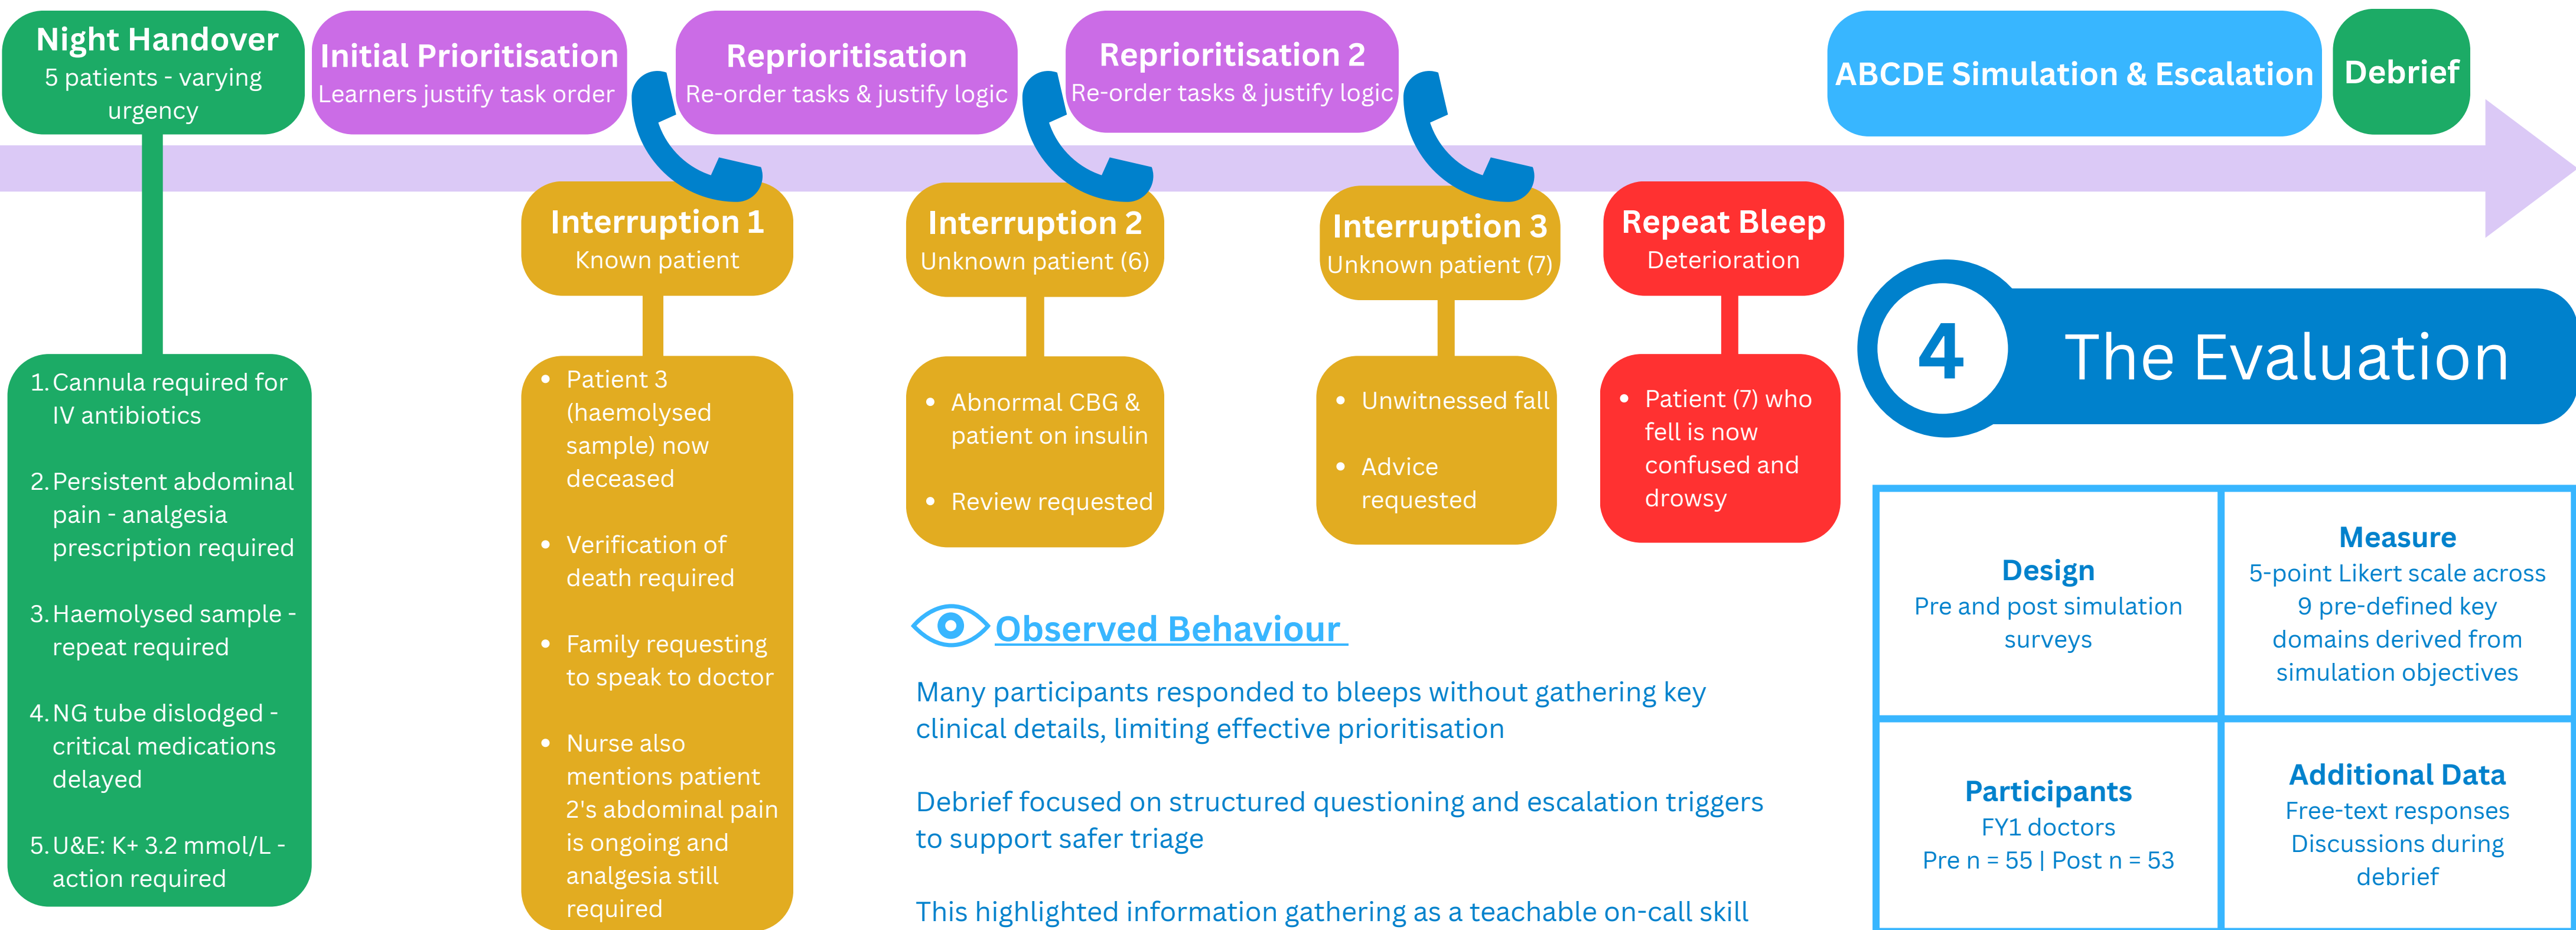 Night Handover
5 patients - varying
urgency
Initial Prioritisation
Learners justify task order
Reprioritisation
Re-order tasks & justify logic
Reprioritisation 2
Re-order tasks & justify logic
ABCDE Simulation & Escalation
Debrief
Interruption 1
Known patient
Interruption 2
Unknown patient (6)
Interruption 3
Unknown patient (7)
Repeat Bleep
Deterioration
1. Cannula required for
IV antibiotics
2. Persistent abdominal
pain - analgesia
prescription required
3. Haemolysed sample -
repeat required
4. NG tube dislodged -
critical medications
delayed
5. U&E: K+ 3.2 mmol/L -
action required
• Patient 3
(haemolysed
sample) now
deceased
• Verification of
death required
• Family requesting
to speak to doctor
• Nurse also
mentions patient
2's abdominal pain
is ongoing and
analgesia still
required
• Abnormal CBG &
patient on insulin
• Review requested
• Unwitnessed fall
• Advice
requested
• Patient (7) who
fell is now
confused and
drowsy
Observed Behaviour
Many participants responded to bleeps without gathering key
clinical details, limiting effective prioritisation
Debrief focused on structured questioning and escalation triggers
to support safer triage
This highlighted information gathering as a teachable on-call skill
4
The Evaluation
Design
Pre and post simulation
surveys
Measure
5-point Likert scale across
9 pre-defined key
domains derived from
simulation objectives
Participants
FY1 doctors
Pre n = 55 | Post n = 53
Additional Data
Free-text responses
Discussions during
debrief